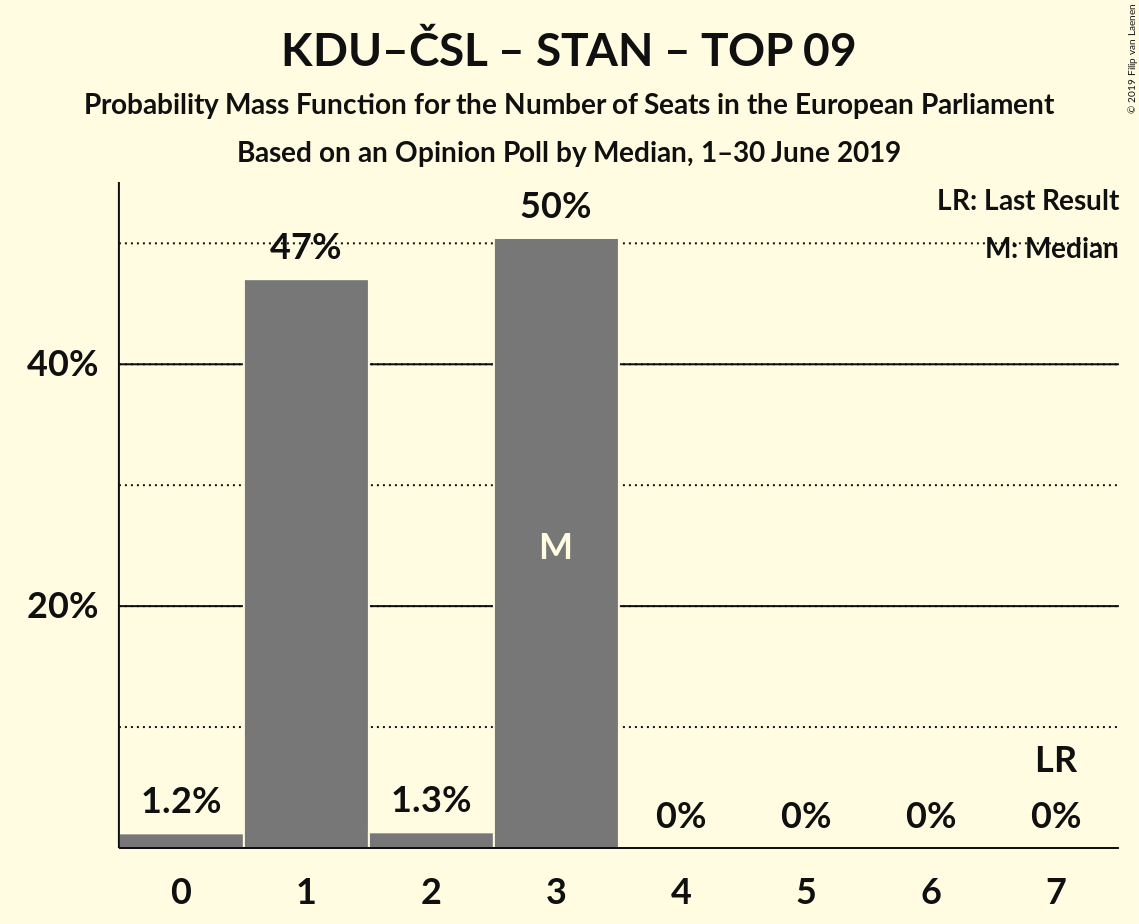 KDU–ČSL – STAN – TOP 09
Probability Mass Function for the Number of Seats in the European Parliament
Based on an Opinion Poll by Median, 1–30 June 2019
© 2019 Filip van Laenen
LR: Last Result
M: Median
50%
47%
40%
M
20%
LR
1.2%
1.3%
0%
0%
0%
0%
0
1
2
3
4
5
6
7